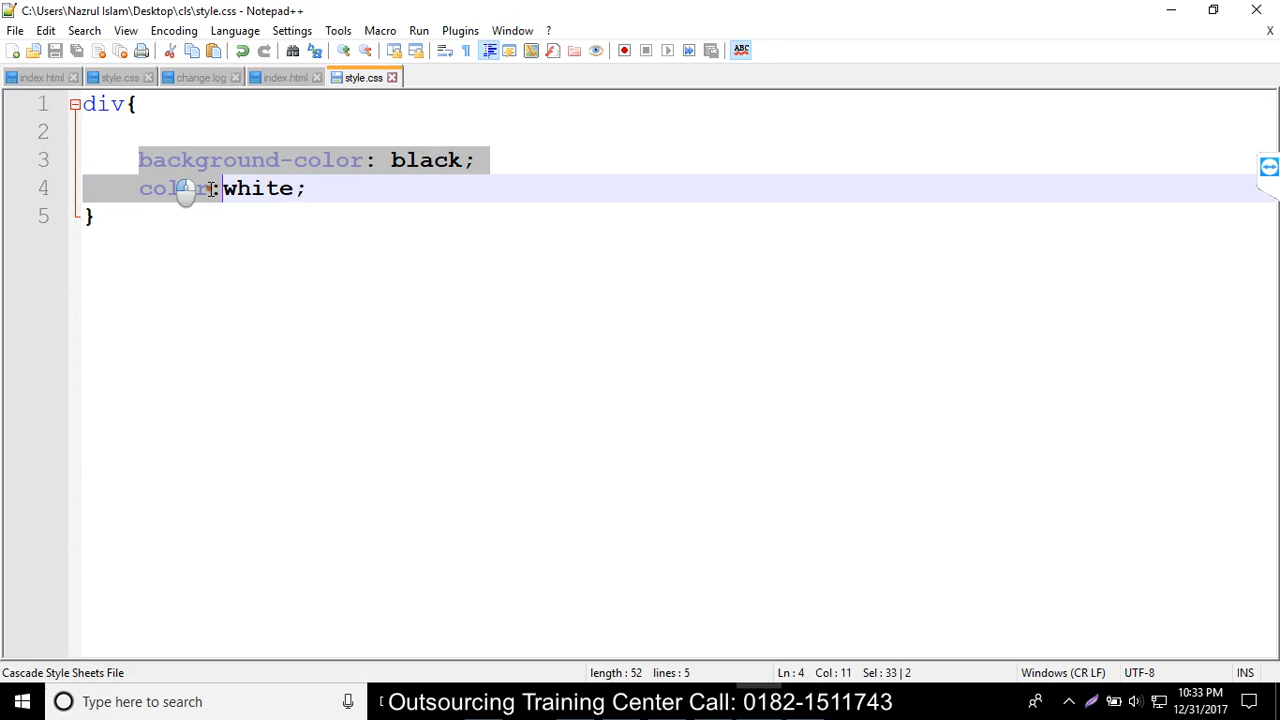 C:\Users\Nazrul Islam\Desktop\cls\style.css - Notepad++
File Edit Search View Encoding Language Settings Tools Macro Run Plugins Window ? X
ABC
index.html style.css change.log index.html style.css
1 div{
2
3 background-color: black;
4 color:white;
5 }
Cascade Style Sheets File length : 52 lines : 5 Ln : 4 Col : 11 Sel : 33 | 2 Windows (CR LF) UTF-8 INS
Type here to search
[ Outsourcing Training Center Call: 0182-1511743
10:33 PM
12/31/2017